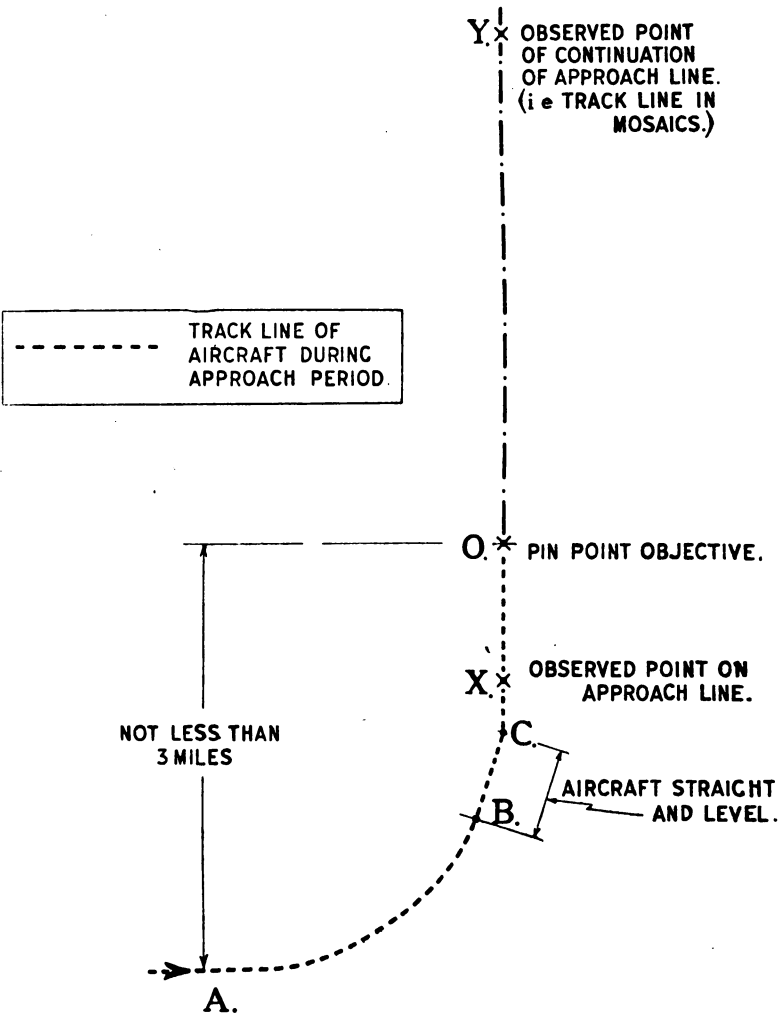 Y. OBSERVED POINT
OF CONTINUATION
OF APPROACH LINE.
(i e TRACK LINE IN
MOSAICS.)
TRACK LINE OF
AIRCRAFT DURING
APPROACH PERIOD.
O. PIN POINT OBJECTIVE.
X. OBSERVED POINT ON
APPROACH LINE.
NOT LESS THAN
3 MILES
C.
AIRCRAFT STRAIGHT
AND LEVEL.
B.
A.